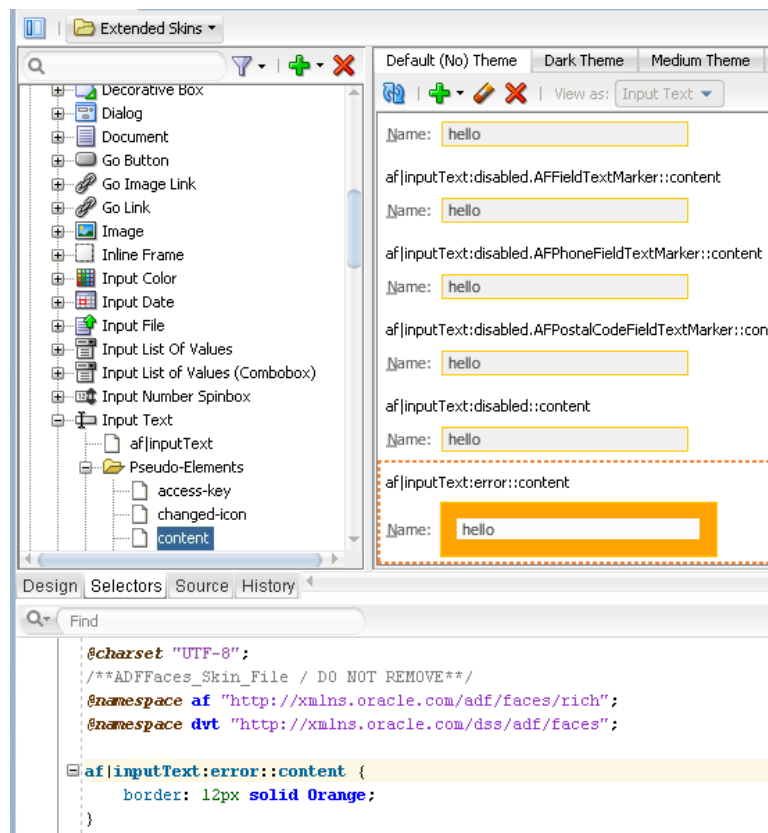 Extended Skins
Decorative Box
Dialog
Document
Go Button
Go Image Link
Go Link
Image
Inline Frame
Input Color
Input Date
Input File
Input List Of Values
Input List of Values (Combobox)
Input Number Spinbox
Input Text
af|inputText
Pseudo-Elements
access-key
changed-icon
content
Default (No) Theme Dark Theme Medium Theme
View as: Input Text
Name: hello
af|inputText:disabled.AFFieldTextMarker::content
Name: hello
af|inputText:disabled.AFPhoneFieldTextMarker::content
Name: hello
af|inputText:disabled.AFPostalCodeFieldTextMarker::con
Name: hello
af|inputText:disabled::content
Name: hello
af|inputText:error::content
Name: hello
Design Selectors Source History
Find
@charset "UTF-8";
/**ADFFaces_Skin_File / DO NOT REMOVE**/
@namespace af "http://xmlns.oracle.com/adf/faces/rich";
@namespace dvt "http://xmlns.oracle.com/dss/adf/faces";
af|inputText:error::content {
border: 12px solid Orange;
}